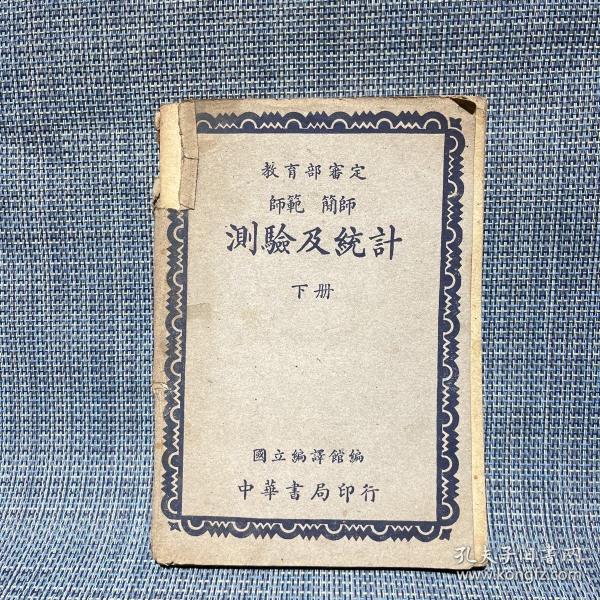 教育部審定
師範 簡師
測驗及統計
下册
國立編譯館編
中華書局印行
孔夫子旧书网
www.kongfz.com